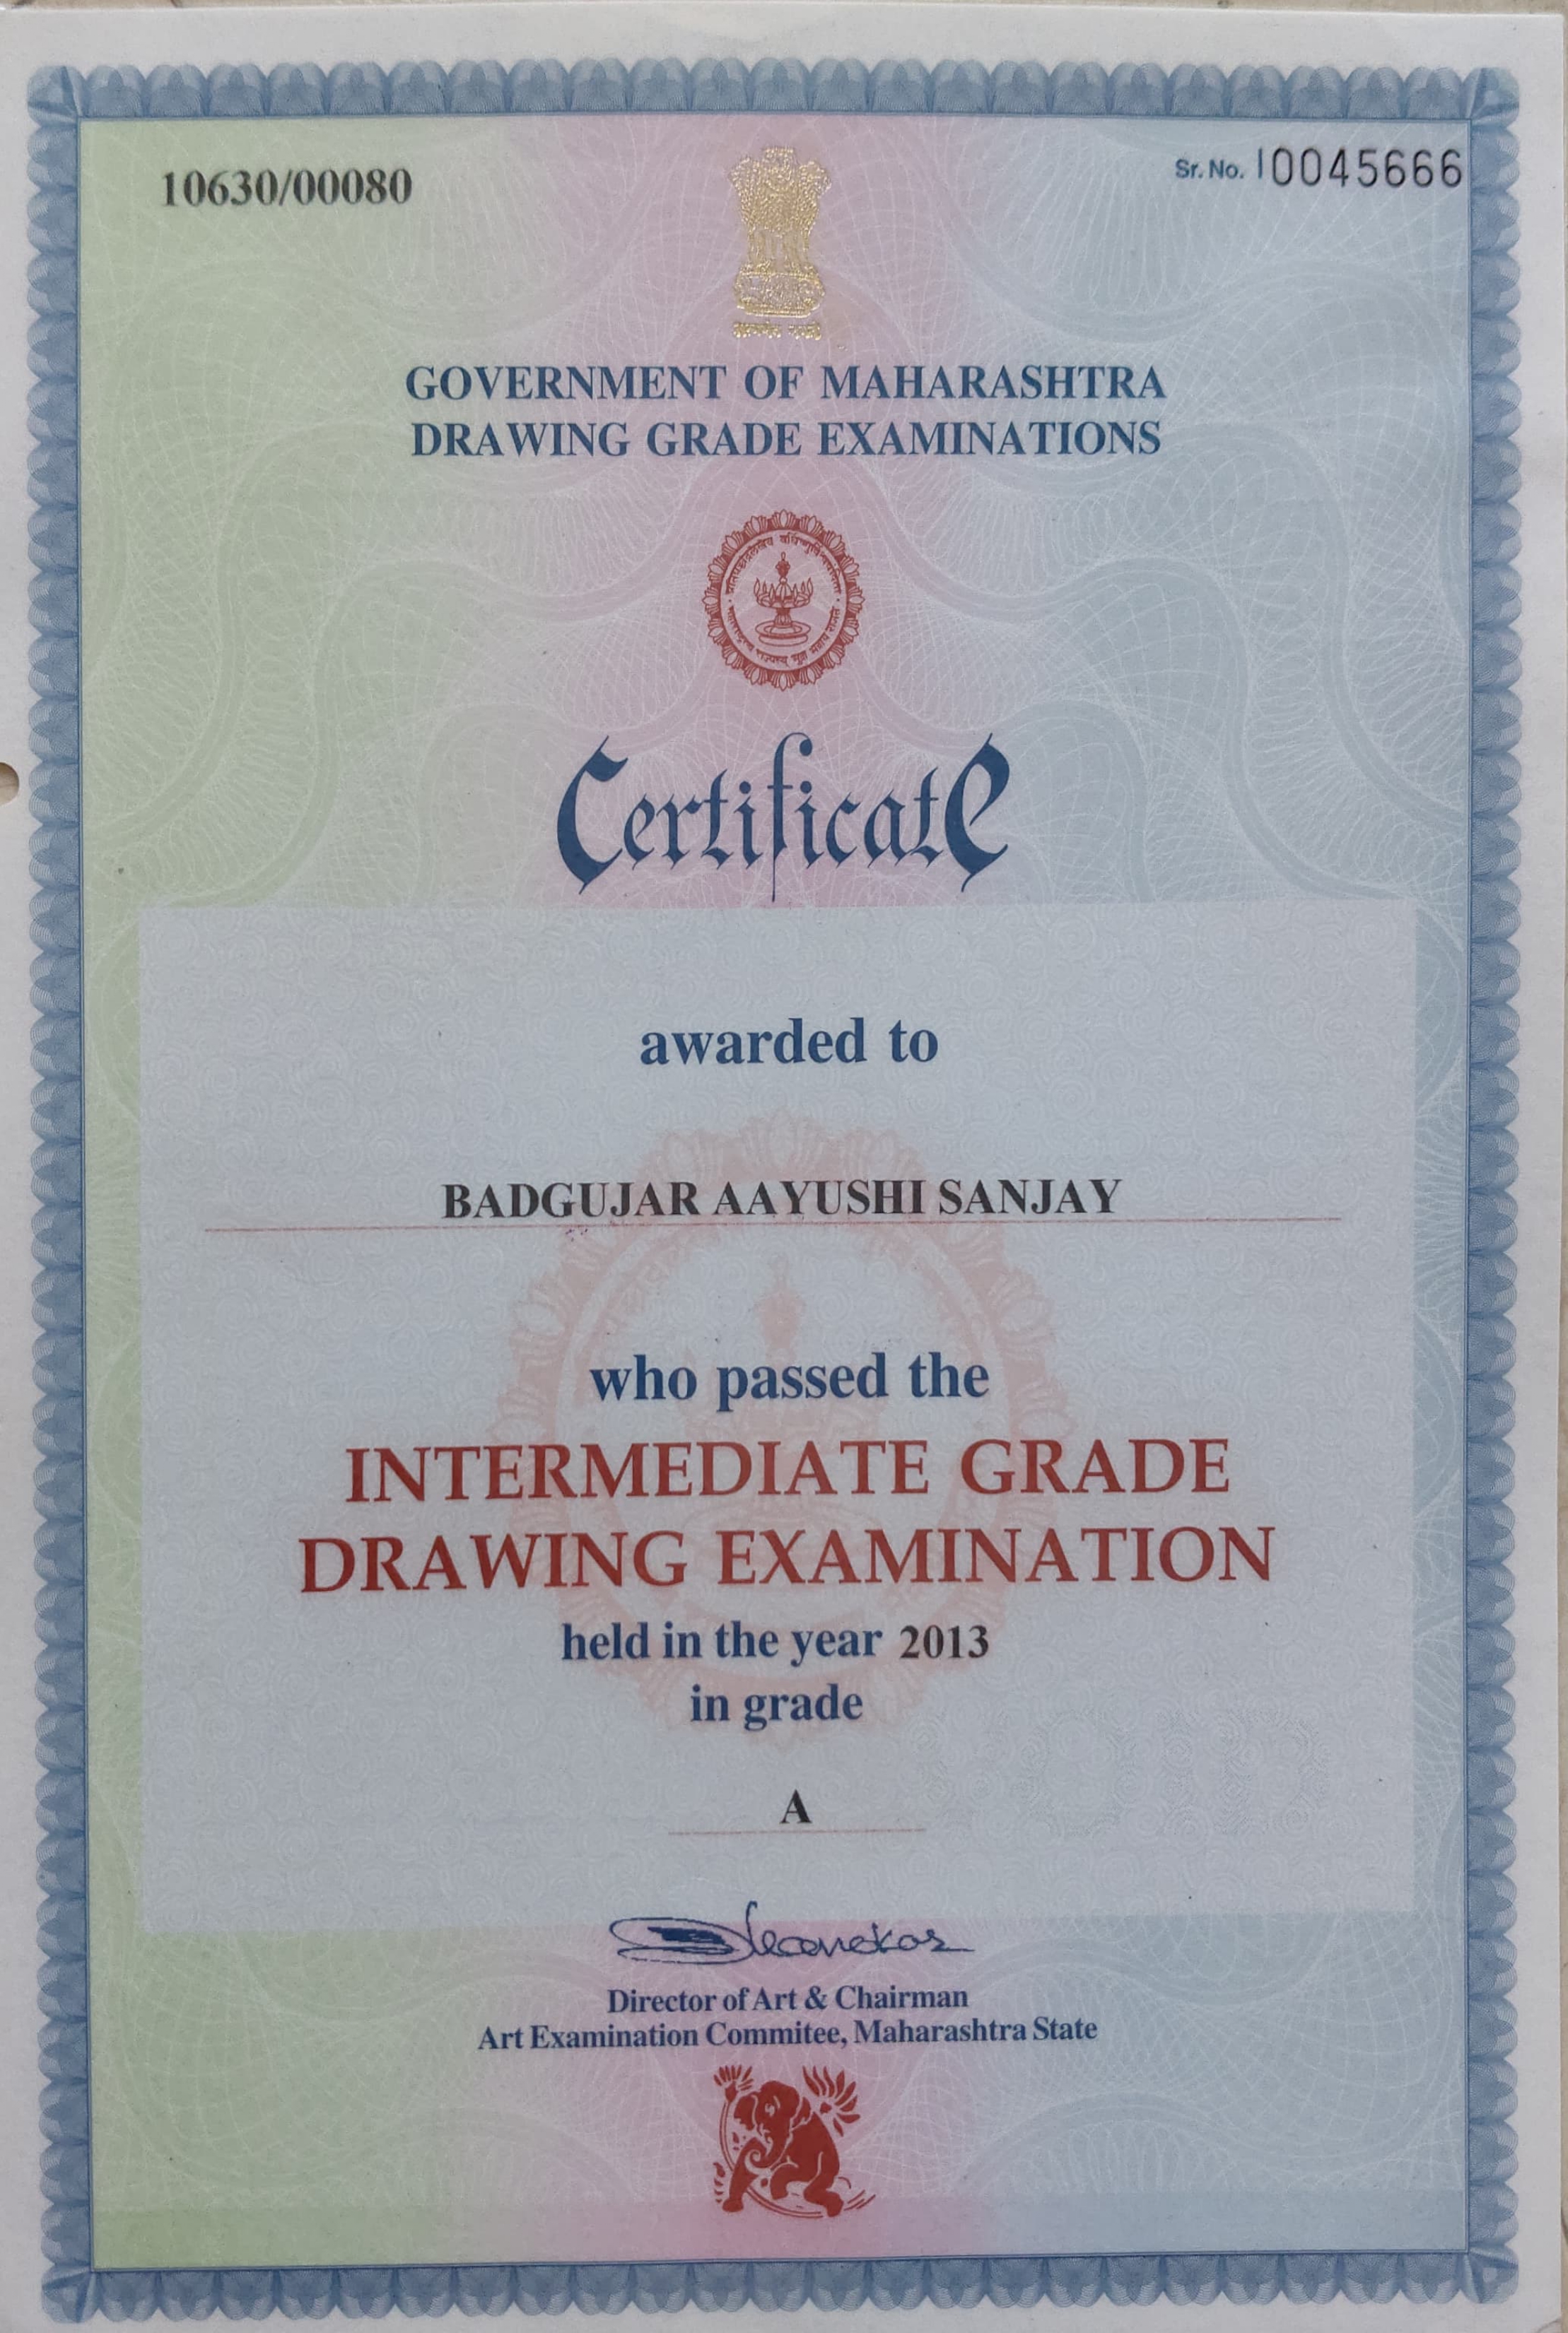 10630/00080
Sr. No. 10045666
सत्यमेव जयते
GOVERNMENT OF MAHARASHTRA
DRAWING GRADE EXAMINATIONS
Certificate
awarded to
BADGUJAR AAYUSHI SANJAY
who passed the
INTERMEDIATE GRADE
DRAWING EXAMINATION
held in the year 2013
in grade
A
Director of Art & Chairman
Art Examination Commitee, Maharashtra State